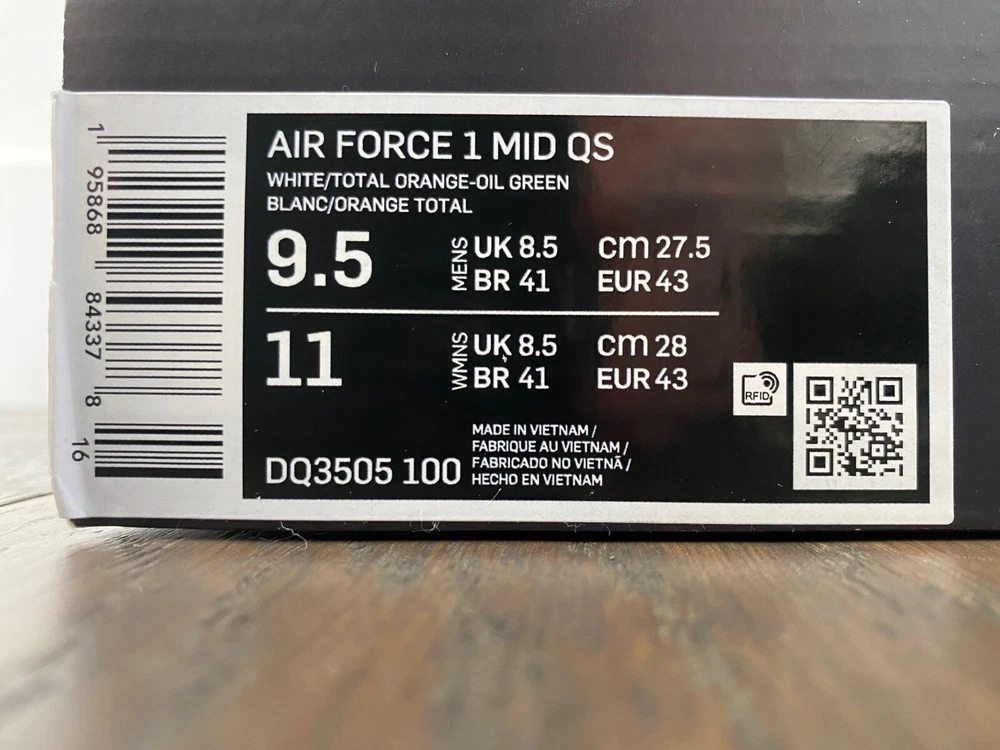 AIR FORCE 1 MID QS
WHITE/TOTAL ORANGE-OIL GREEN
BLANC/ORANGE TOTAL
9.5
MENS
UK 8.5
cm 27.5
BR 41
EUR 43
11
WMNS
UK 8.5
cm 28
BR 41
EUR 43
DQ3505 100
MADE IN VIETNAM /
FABRIQUE AU VIETNAM /
FABRICADO NO VIETNÃ /
HECHO EN VIETNAM
RFID
1 95868 84337 8
16